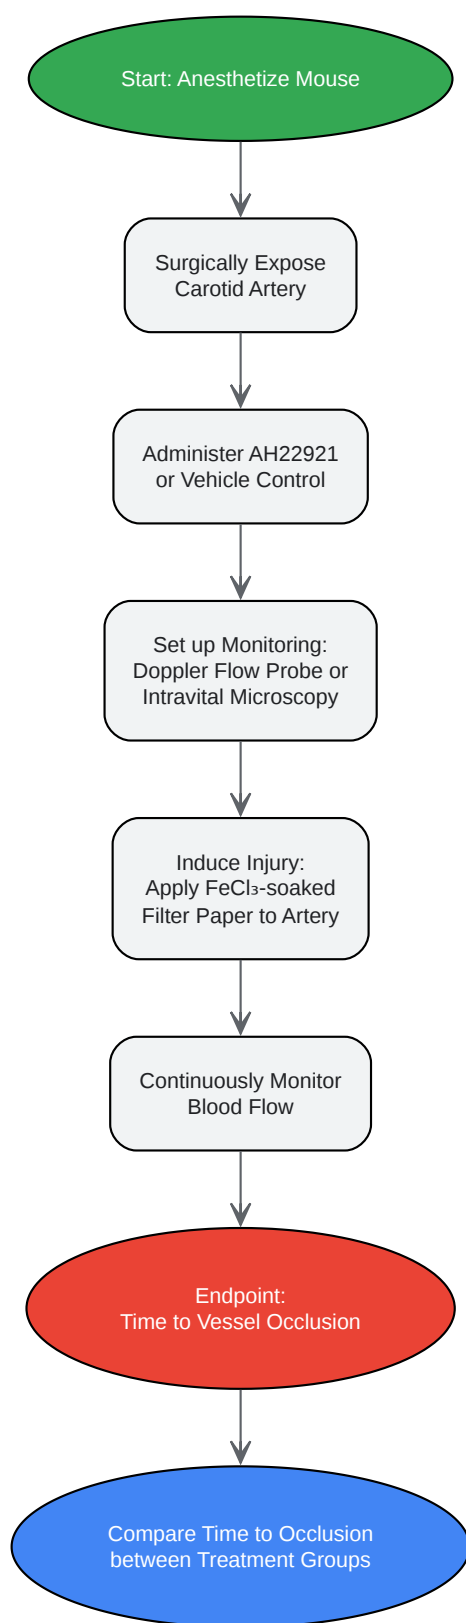 Start: Anesthetize Mouse
Surgically Expose
Carotid Artery
Administer AH22921
or Vehicle Control
Set up Monitoring:
Doppler Flow Probe or
Intravital Microscopy
Induce Injury:
Apply FeCl₃-soaked
Filter Paper to Artery
Continuously Monitor
Blood Flow
Endpoint:
Time to Vessel Occlusion
Compare Time to Occlusion
between Treatment Groups